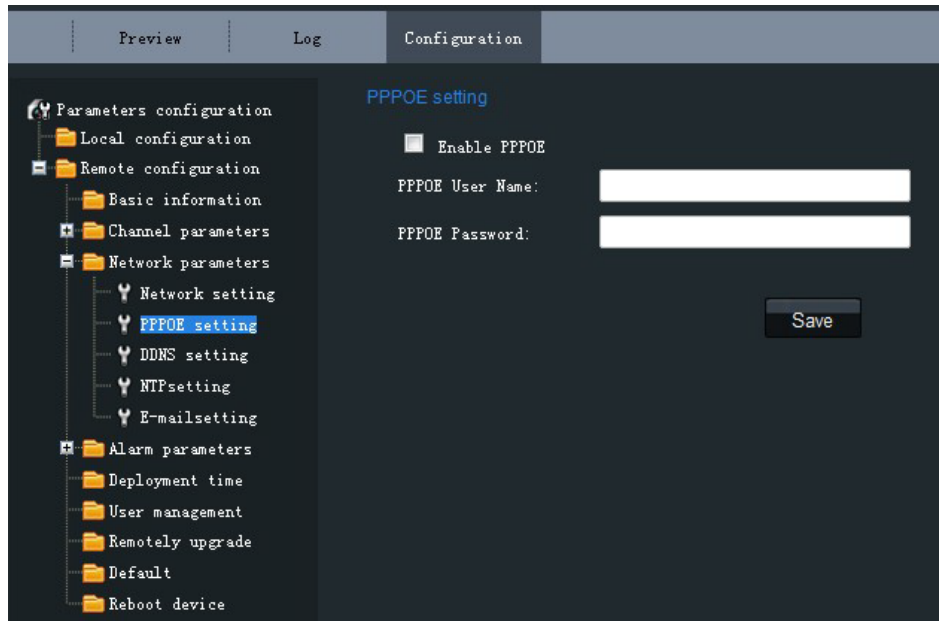 Preview
Log
Configuration
Parameters configuration
Local configuration
Remote configuration
Basic information
Channel parameters
Network parameters
Network setting
PPPOE setting
DDNS setting
NTPsetting
E-mailsetting
Alarm parameters
Deployment time
User management
Remotely upgrade
Default
Reboot device
PPPOE setting
Enable PPPOE
PPPOE User Name:
PPPOE Password:
Save